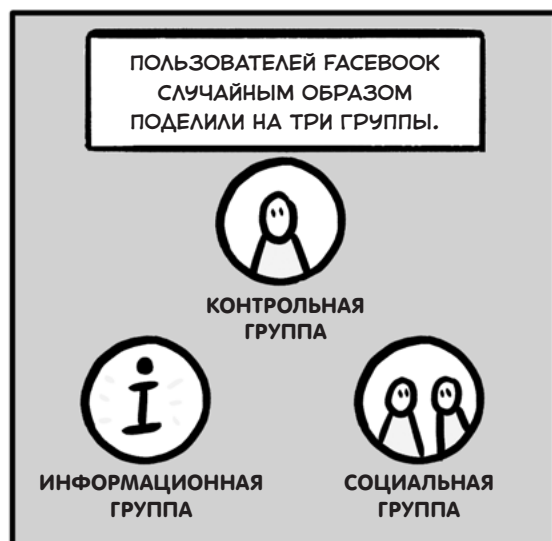 ПОЛЬЗОВАТЕЛЕЙ FACEBOOK
СЛУЧАЙНЫМ ОБРАЗОМ
ПОДЕЛИЛИ НА ТРИ ГРУППЫ.
КОНТРОЛЬНАЯ
ГРУППА
i
ИНФОРМАЦИОННАЯ
ГРУППА
СОЦИАЛЬНАЯ
ГРУППА